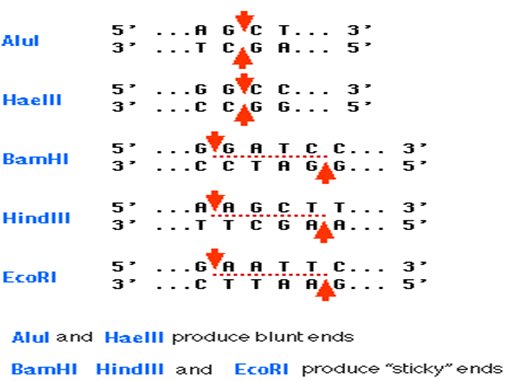 AluI
5' ...A G C T... 3'
3' ...T C G A... 5'
HaeIII
5' ...G G C C... 3'
3' ...C C G G... 5'
BamHI
5' ...G G A T C C... 3'
3' ...C C T A G G... 5'
HindIII
5' ...A A G C T T... 3'
3' ...T T C G A A... 5'
EcoRI
5' ...G A A T T C... 3'
3' ...C T T A A G... 5'
AluI and HaeIII produce blunt ends
BamHI HindIII and EcoRI produce "sticky" ends